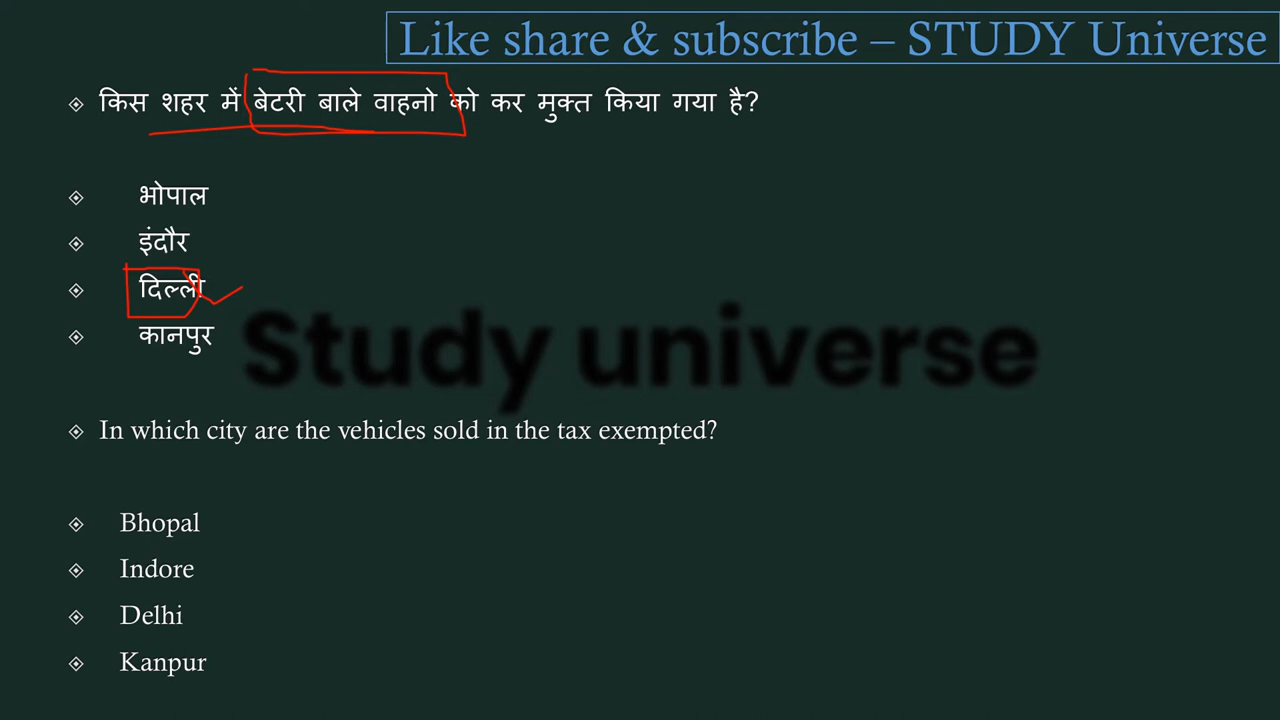 Like share & subscribe – STUDY Universe
किस शहर में बेटरी बाले वाहनो को कर मुक्त किया गया है?
भोपाल
इंदौर
दिल्ली
कानपुर
Study universe
In which city are the vehicles sold in the tax exempted?
Bhopal
Indore
Delhi
Kanpur